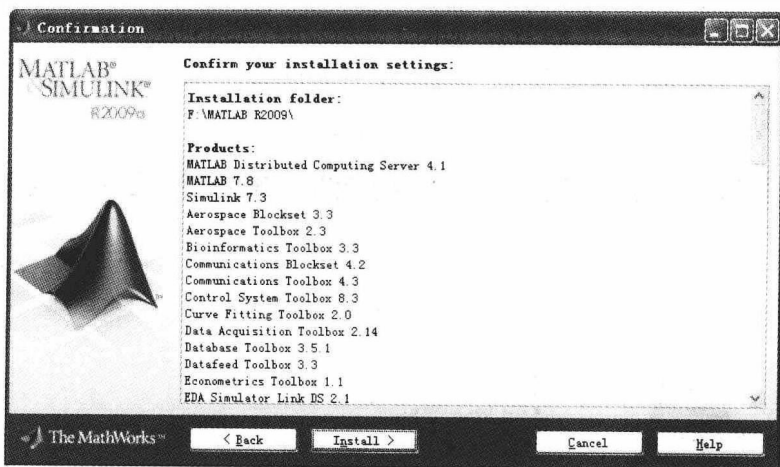 Confirmation
MATLAB®
SIMULINK®
R2009a
Confirm your installation settings:
Installation folder:
F:\MATLAB R2009\
Products:
MATLAB Distributed Computing Server 4.1
MATLAB 7.8
Simulink 7.3
Aerospace Blockset 3.3
Aerospace Toolbox 2.3
Bioinformatics Toolbox 3.3
Communications Blockset 4.2
Communications Toolbox 4.3
Control System Toolbox 8.3
Curve Fitting Toolbox 2.0
Data Acquisition Toolbox 2.14
Database Toolbox 3.5.1
Datafeed Toolbox 3.3
Econometrics Toolbox 1.1
EDA Simulator Link DS 2.1
The MathWorks™
< Back
Install >
Cancel
Help